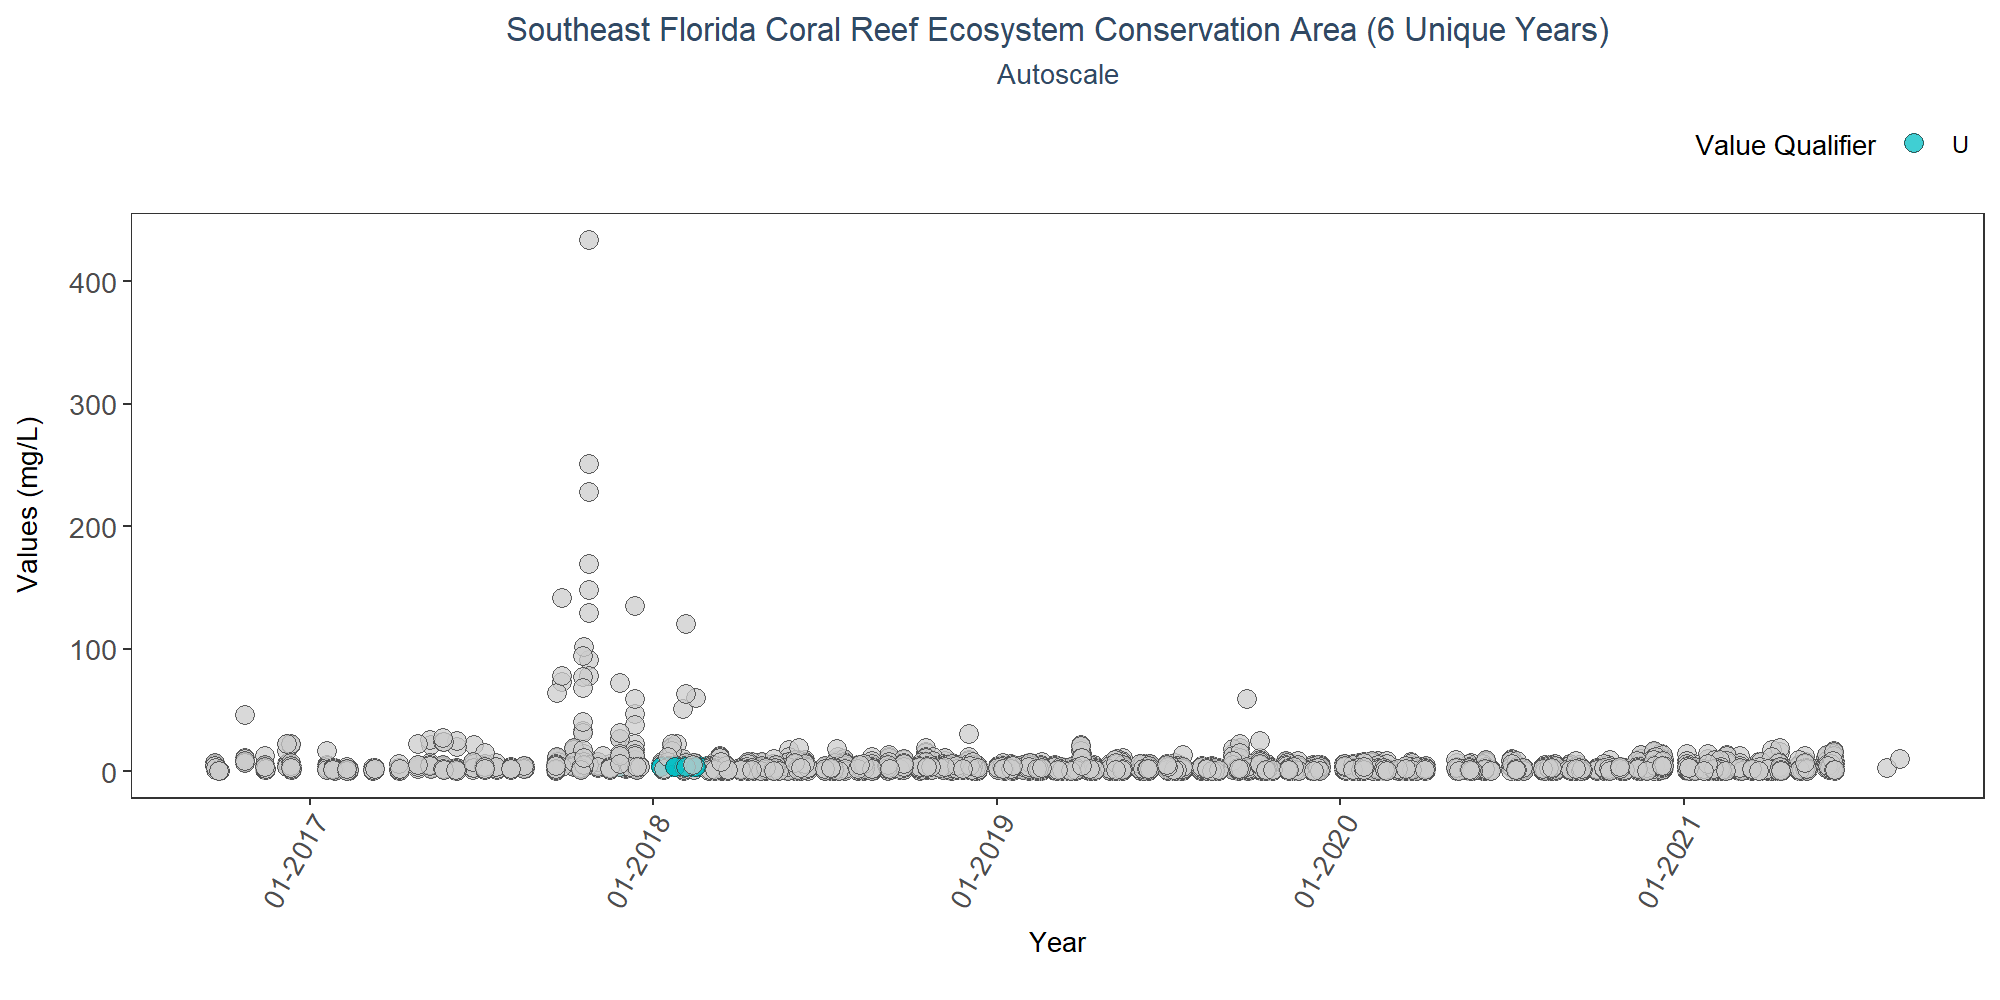 Southeast Florida Coral Reef Ecosystem Conservation Area (6 Unique Years)
Autoscale
Value Qualifier U
400
300
200
100
0
Values (mg/L)
01-2017
01-2018
01-2019
01-2020
01-2021
Year